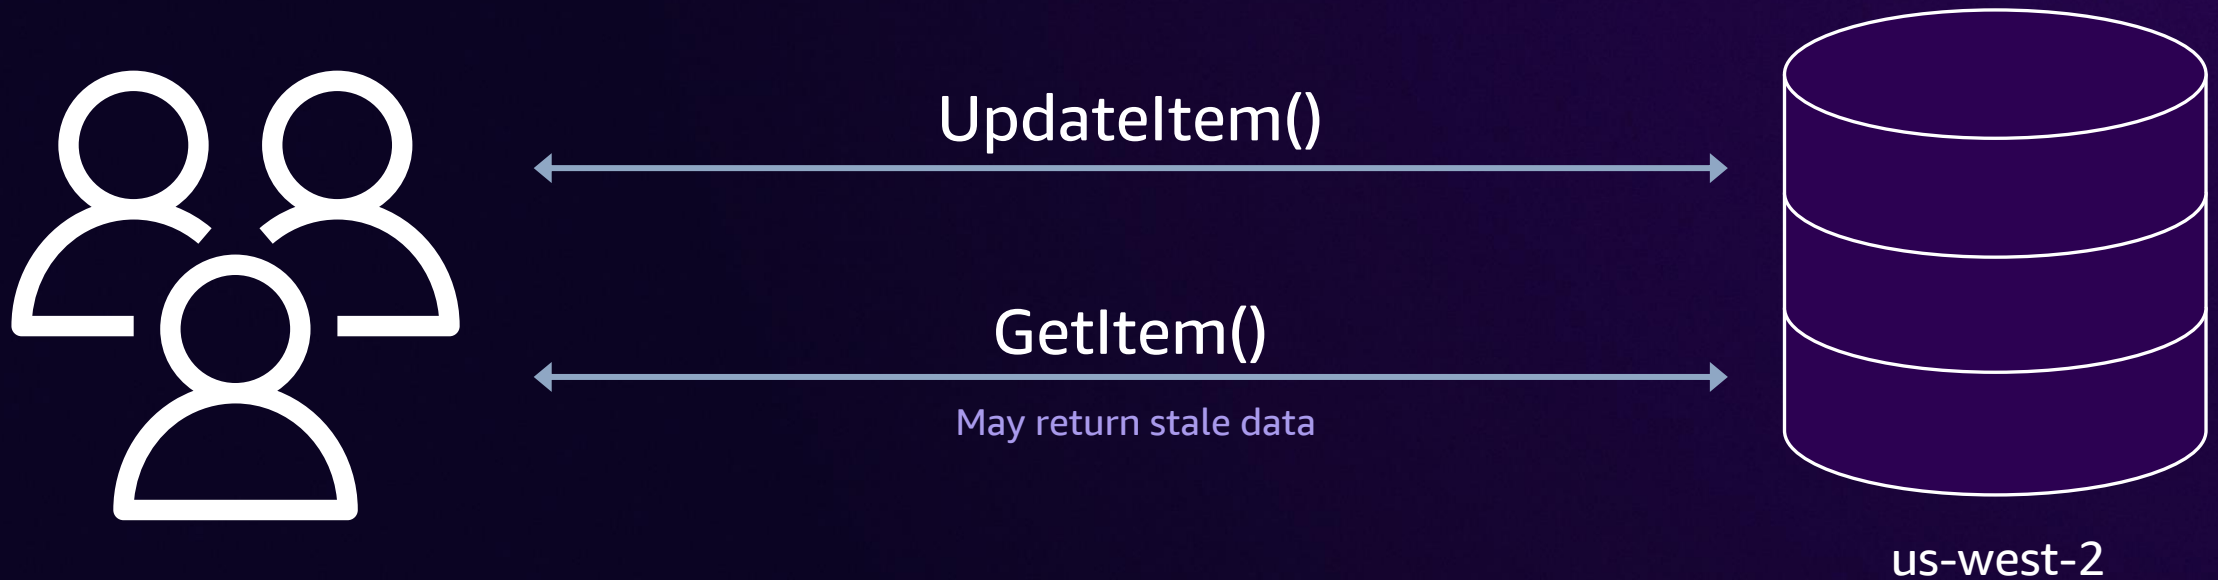 UpdateItem()
GetItem()
May return stale data
us-west-2